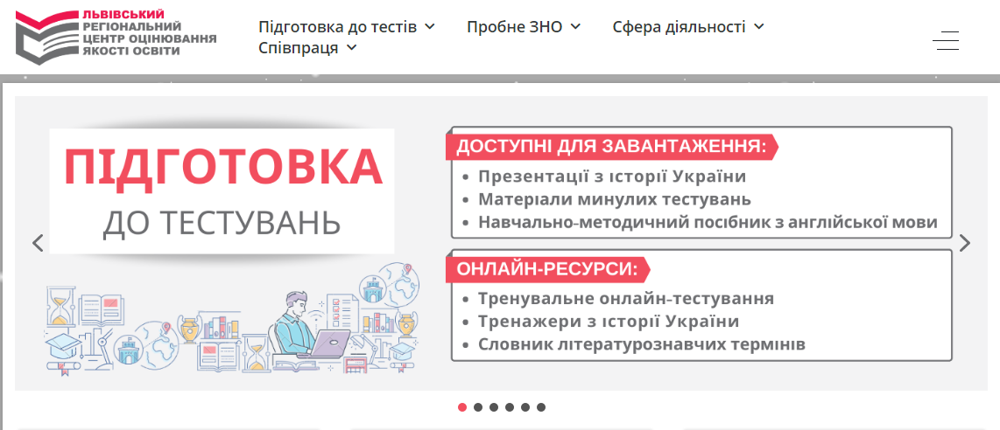 ЛЬВІВСЬКИЙ
РЕГІОНАЛЬНИЙ
ЦЕНТР ОЦІНЮВАННЯ
ЯКОСТІ ОСВІТИ
Підготовка до тестів
Пробне ЗНО
Сфера діяльності
Співпраця
ПІДГОТОВКА
ДО ТЕСТУВАНЬ
ДОСТУПНІ ДЛЯ ЗАВАНТАЖЕННЯ:
• Презентації з історії України
• Матеріали минулих тестувань
• Навчально-методичний посібник з англійської мови
ОНЛАЙН-РЕСУРСИ:
• Тренувальне онлайн-тестування
• Тренажери з історії України
• Словник літературознавчих термінів